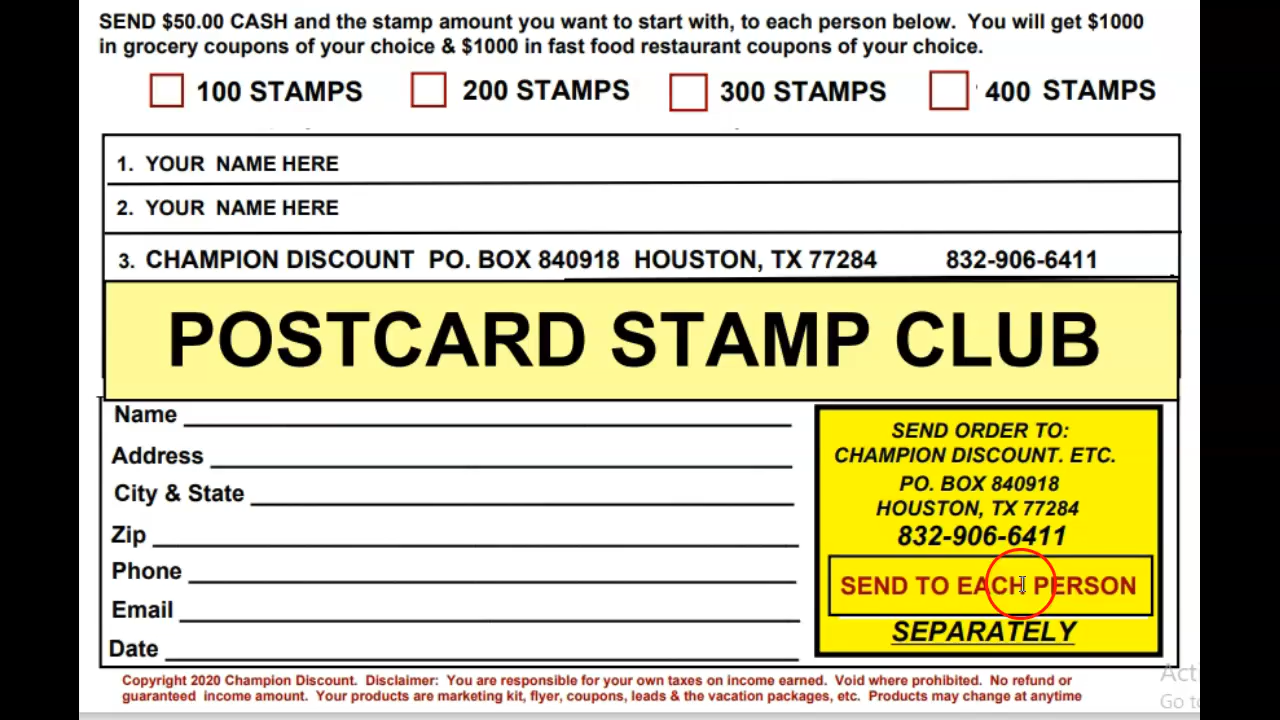 SEND $50.00 CASH and the stamp amount you want to start with, to each person below. You will get $1000
in grocery coupons of your choice & $1000 in fast food restaurant coupons of your choice.
100 STAMPS 200 STAMPS 300 STAMPS 400 STAMPS
1. YOUR NAME HERE
2. YOUR NAME HERE
3. CHAMPION DISCOUNT PO. BOX 840918 HOUSTON, TX 77284 832-906-6411
POSTCARD STAMP CLUB
Name
Address
City & State
Zip
Phone
Email
Date
SEND ORDER TO:
CHAMPION DISCOUNT. ETC.
PO. BOX 840918
HOUSTON, TX 77284
832-906-6411
SEND TO EACH PERSON
SEPARATELY
Copyright 2020 Champion Discount. Disclaimer: You are responsible for your own taxes on income earned. Void where prohibited. No refund or
guaranteed income amount. Your products are marketing kit, flyer, coupons, leads & the vacation packages, etc. Products may change at anytime